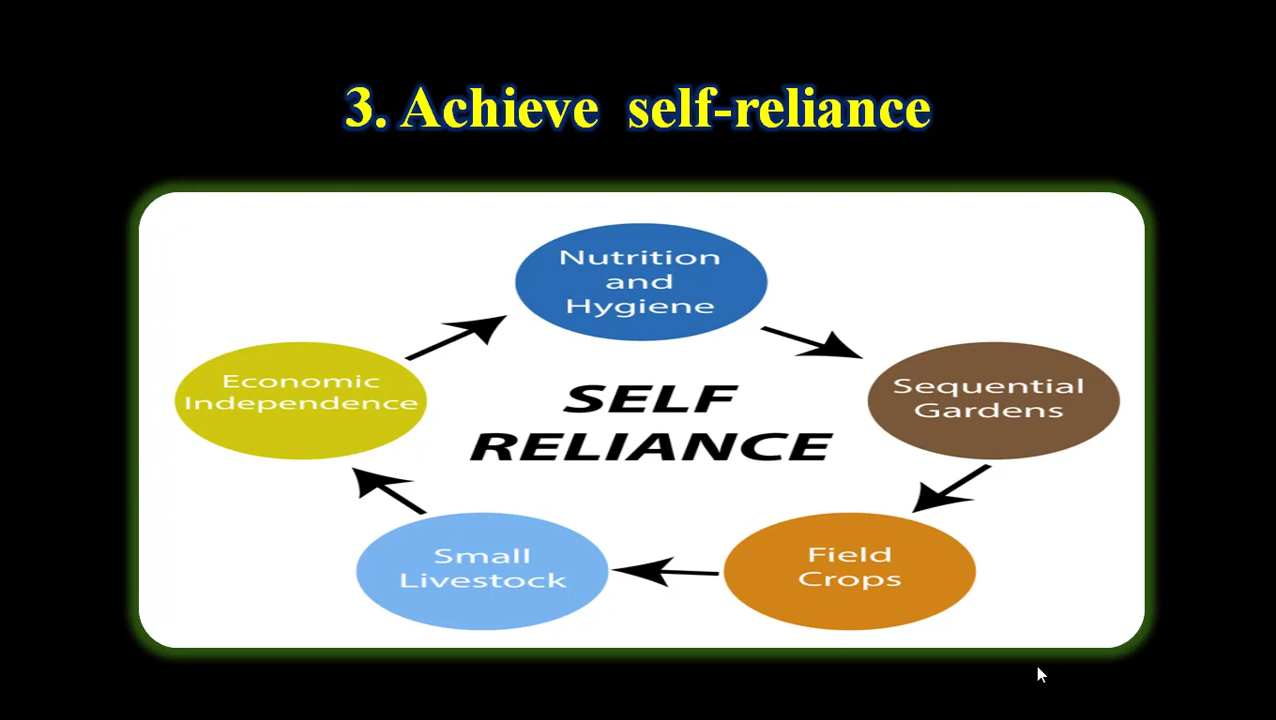 3. Achieve self-reliance
Nutrition
and
Hygiene
Sequential
Gardens
Field
Crops
Small
Livestock
Economic
Independence
SELF
RELIANCE